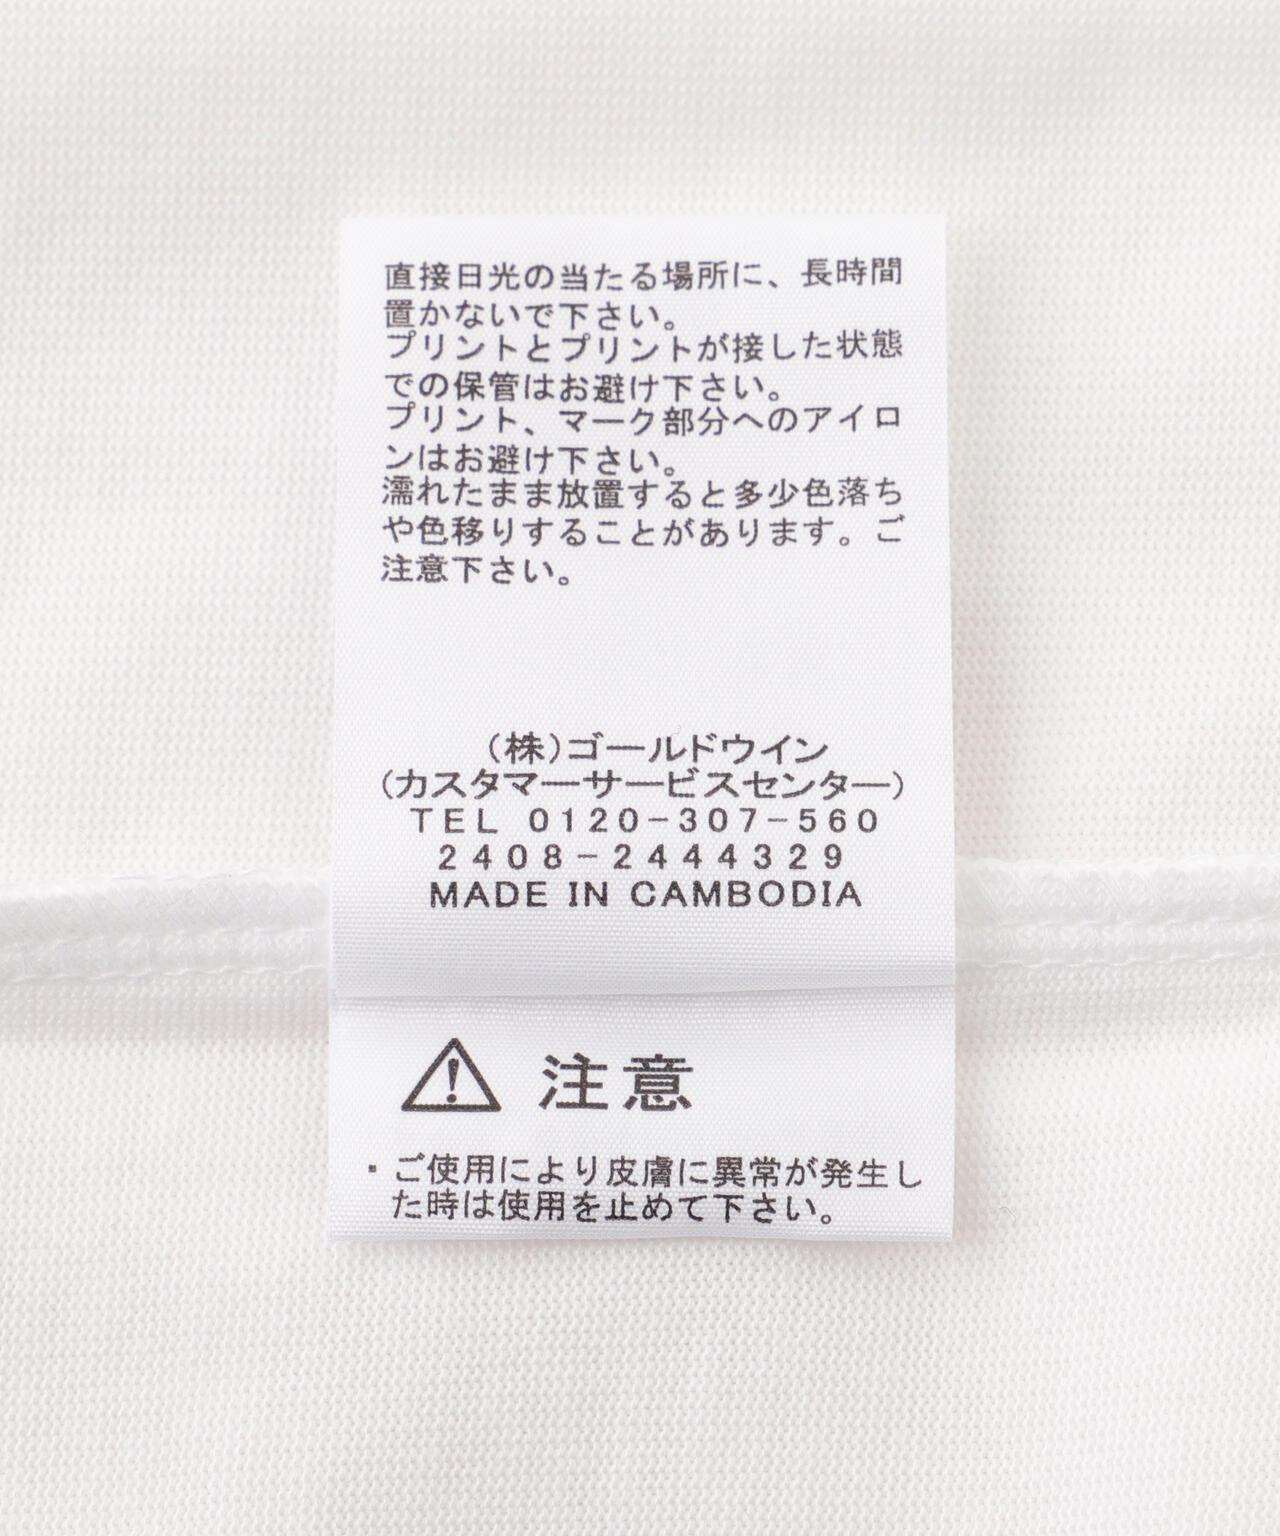 直接日光の当たる場所に、長時間
置かないで下さい。
プリントとプリントが接した状態
での保管はお避け下さい。
プリント、マーク部分へのアイロ
ンはお避け下さい。
濡れたまま放置すると多少色落ち
や色移りすることがあります。ご
注意下さい。
(株)ゴールドウイン
(カスタマーサービスセンター)
TEL 0120-307-560
2408-2444329
MADE IN CAMBODIA
注意
・ご使用により皮膚に異常が発生し
た時は使用を止めて下さい。